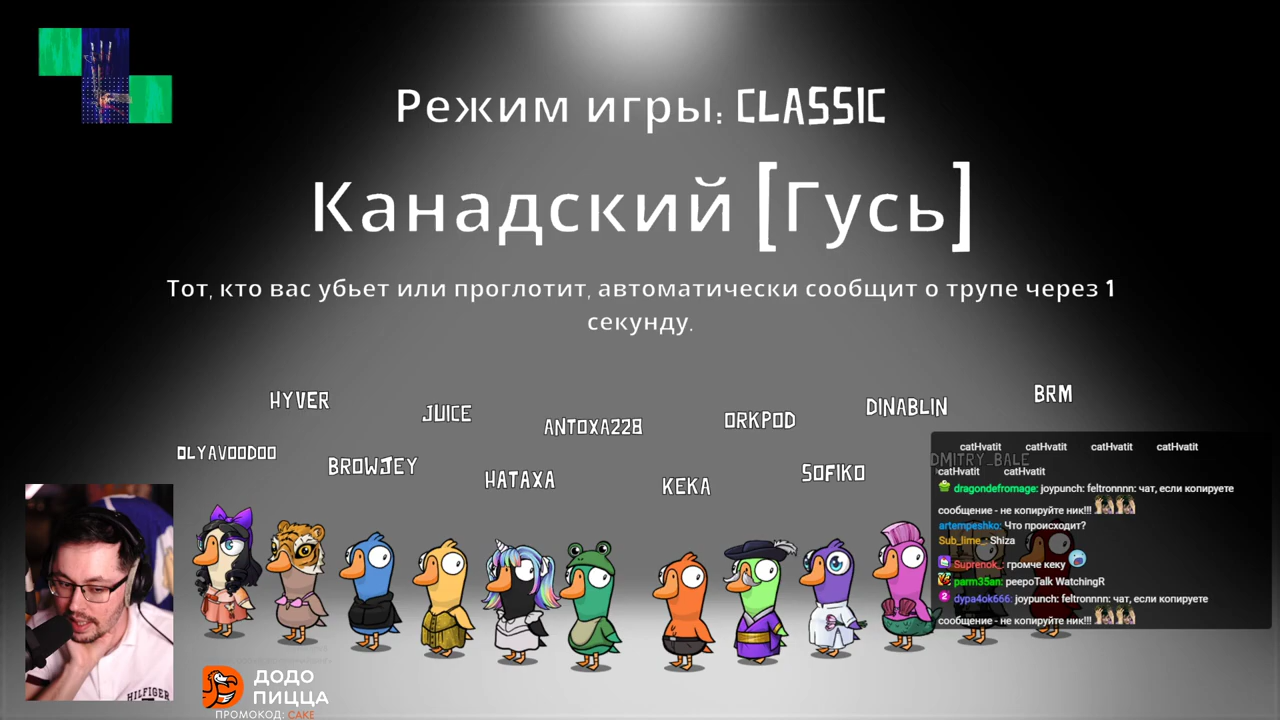 Режим игры: CLASSIC
Канадский [Гусь]
Тот, кто вас убьет или проглотит, автоматически сообщит о трупе через 1
секунду.
HYVER
JUICE
ANTOXA228
ORKPOD
DINABLIN
BRM
OLYAVOODOO
BROWJEY
HATAXA
KEKA
SOFIKO
DMITRY_BALE
catHvatit catHvatit catHvatit catHvatit
catHvatit catHvatit
dragondefromage: joypunch: feltronnnn: чат, если копируете
сообщение - не копируйте ник!!!
artempeshko: Что происходит?
Sub_lime_: Shiza
Suprenok_: громче кеку
parm35an: peepoTalk WatchingR
dypa4ok666: joypunch: feltronnnn: чат, если копируете
сообщение - не копируйте ник!!!
HILFIGER
ДОДО
ПИЦЦА
ПРОМОКОД: CAKE